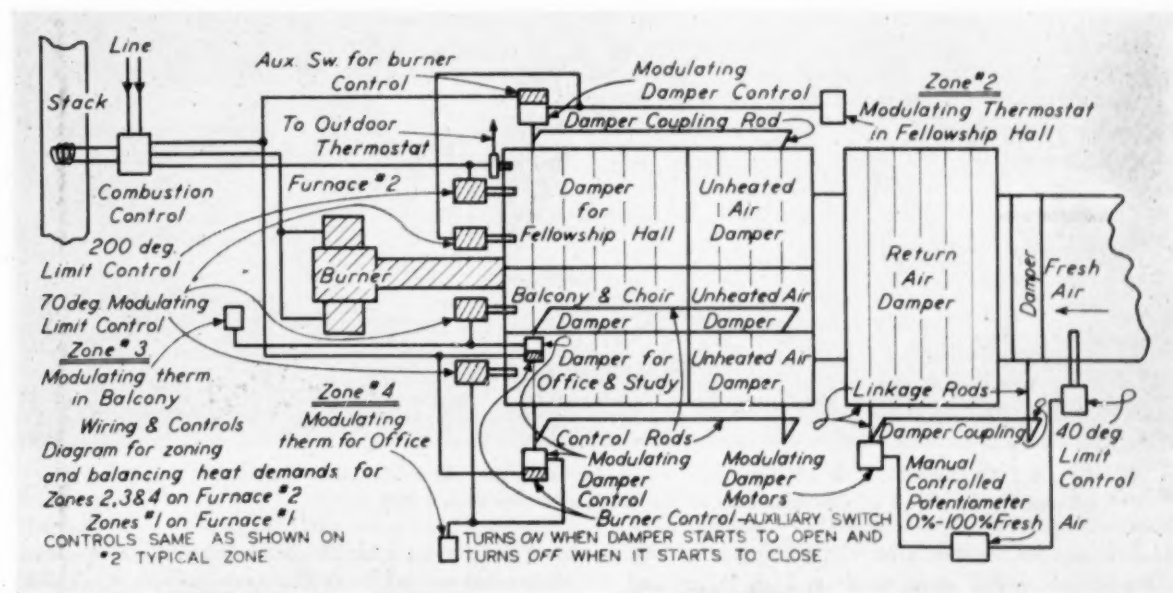 Line
Stack
Combustion
Control
Aux. Sw. for burner
Control
Modulating
Damper Control
Zone #2
Modulating Thermostat
in Fellowship Hall
To Outdoor
Thermostat
Damper Coupling Rod
Furnace #2
200 deg.
Limit Control
Burner
70 deg. Modulating
Limit Control
Zone #3
Modulating therm
in Balcony
Damper
for
Fellowship Hall
Unheated
Air
Damper
Balcony & Choir
Damper
Unheated Air
Damper
Damper for
Office & Study
Unheated
Air
Damper
Return
Air
Damper
Damper
Fresh
Air
Zone #4
Modulating
therm for Office
Control Rods
Modulating
Damper
Control
Modulating
Damper
Motors
Linkage Rods
Damper Coupling
40 deg.
Limit
Control
Manual
Controlled
Potentiometer
0%-100% Fresh Air
Wiring & Controls
Diagram for zoning
and balancing heat demands for
Zones 2,3&4 on Furnace #2
Zones #1 on Furnace #1
CONTROLS SAME AS SHOWN ON
#2 TYPICAL ZONE
Burner Control-AUXILIARY SWITCH
TURNS ON WHEN DAMPER STARTS TO OPEN AND
TURNS OFF WHEN IT STARTS TO CLOSE